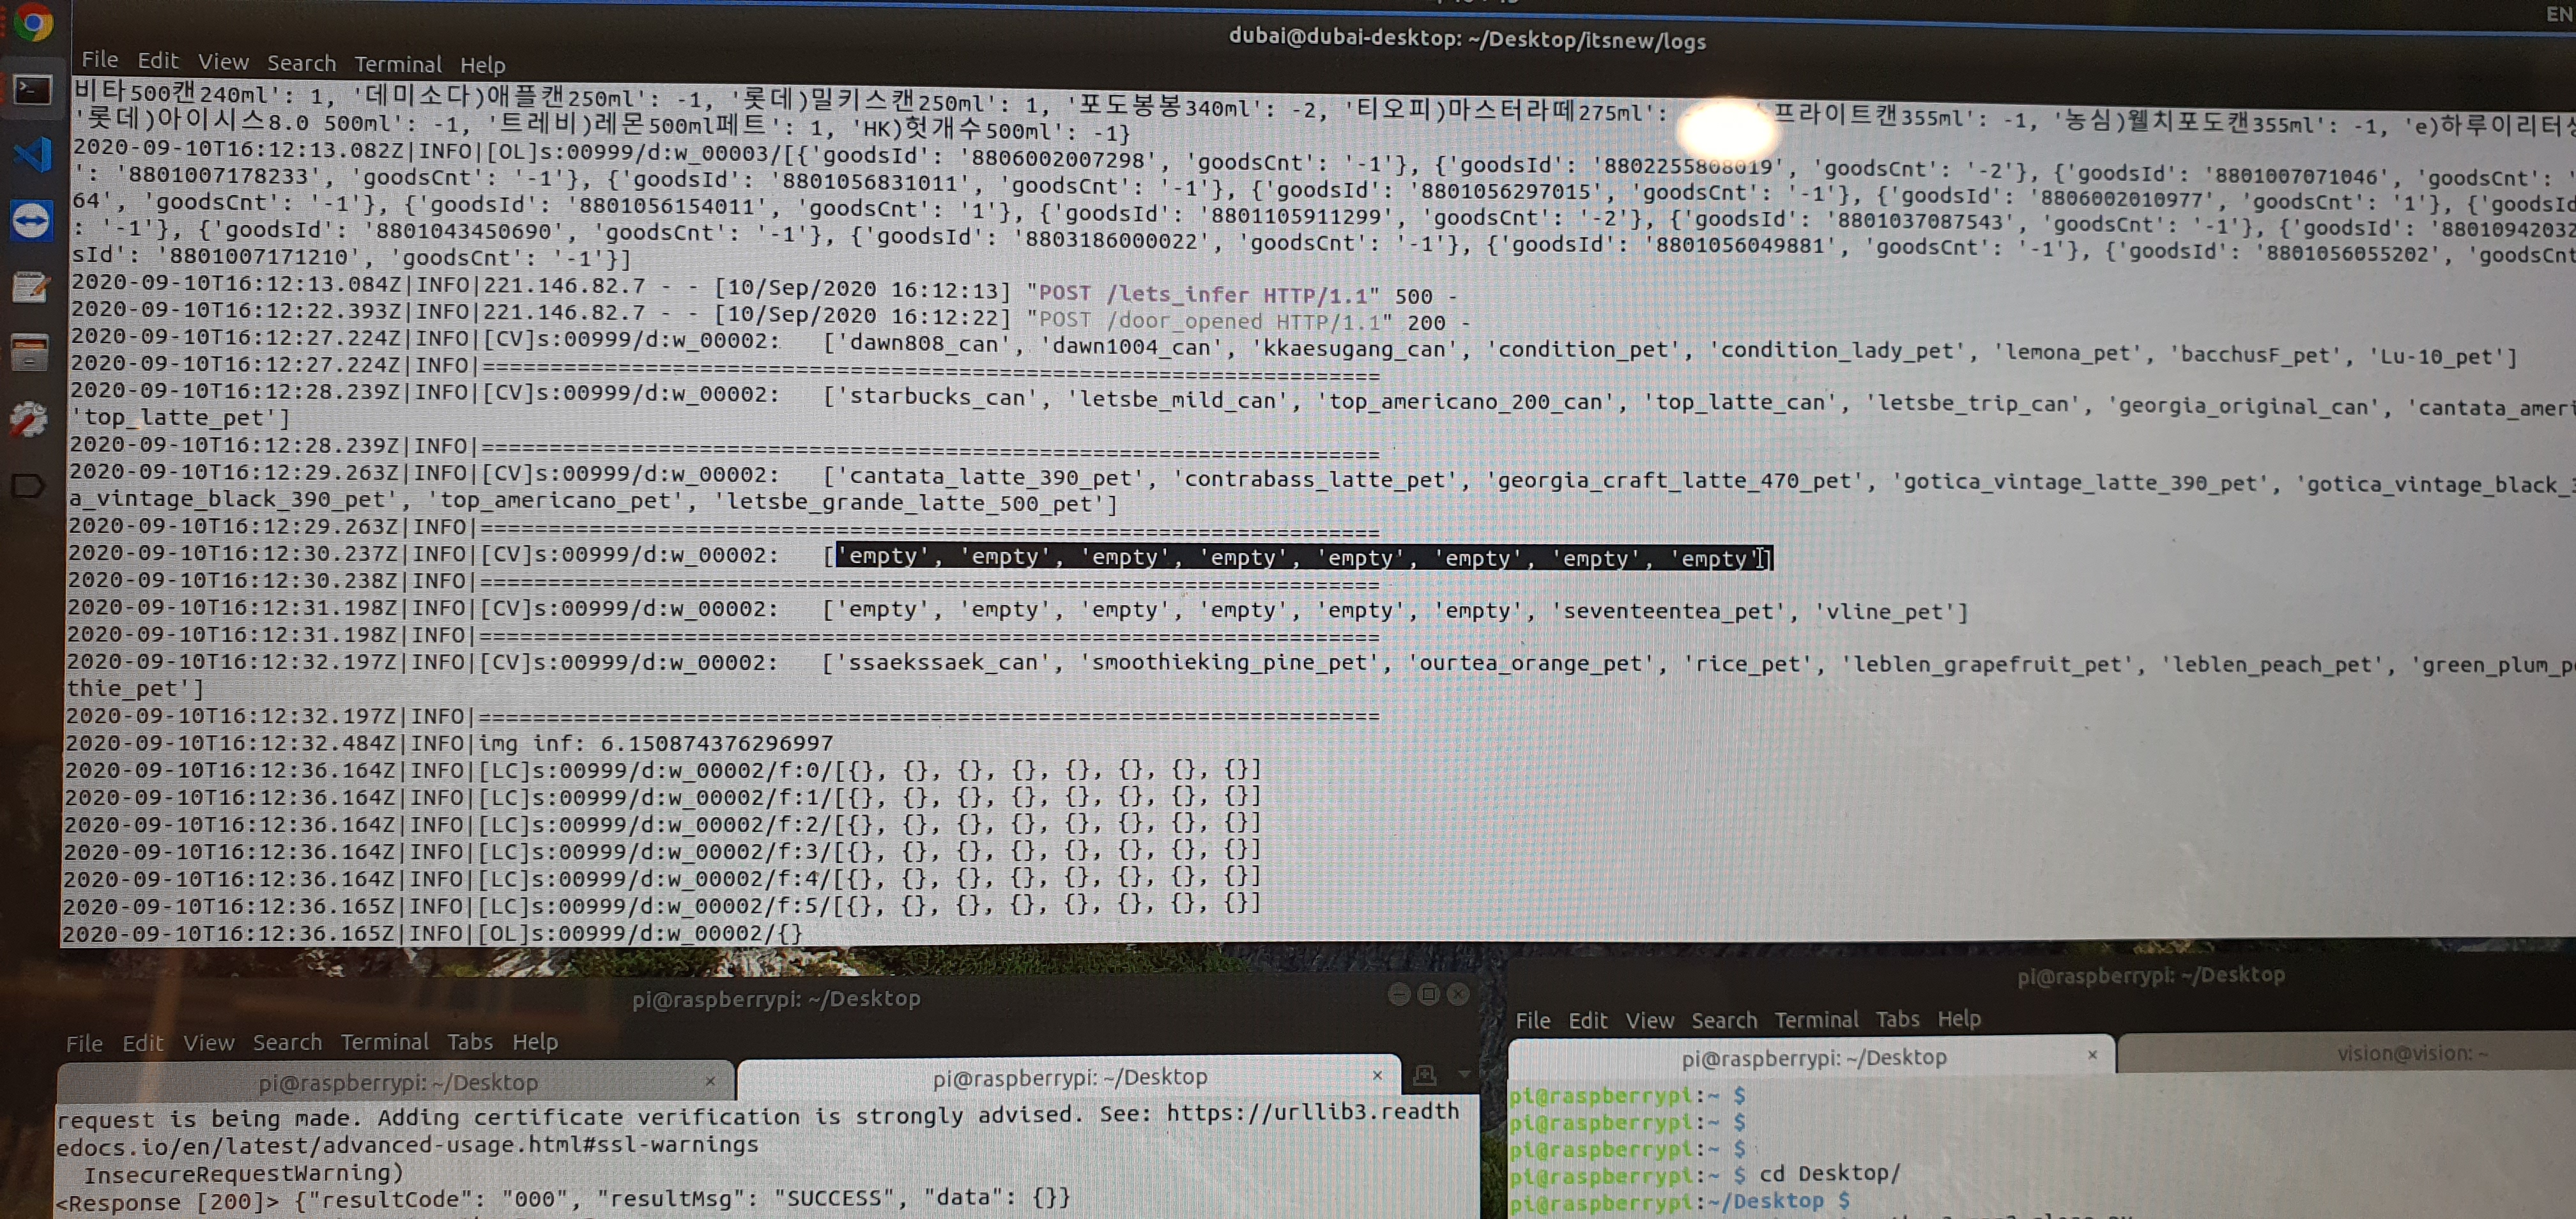 EN
dubai@dubai-desktop: ~/Desktop/itsnew/logs
File Edit View Search Terminal Help
비타500캔240ml': 1, '데미소다)애플캔250ml': -1, '롯데)밀키스캔250ml': 1, '포도봉봉340ml': -2, '티오피)마스터라떼275ml': 프라이트캔355ml': -1, '농심)웰치포도캔355ml': -1, 'e)하루이리터
'롯데)아이시스8.0 500ml': -1, '트레비)레몬500ml페트': 1, 'HK)헛개수500ml': -1}
2020-09-10T16:12:13.082Z|INFO|[OL]s:00999/d:w_00003/[{'goodsId': '8806002007298', 'goodsCnt': '-1'}, {'goodsId': '8802255808019', 'goodsCnt': '-2'}, {'goodsId': '8801007071046', 'goodsCnt': '
': '8801007178233', 'goodsCnt': '-1'}, {'goodsId': '8801056831011', 'goodsCnt': '-1'}, {'goodsId': '8801056297015', 'goodsCnt': '-1'}, {'goodsId': '8806002010977', 'goodsCnt': '1'}, {'goodsId
64', 'goodsCnt': '-1'}, {'goodsId': '8801056154011', 'goodsCnt': '1'}, {'goodsId': '8801105911299', 'goodsCnt': '-2'}, {'goodsId': '8801037087543', 'goodsCnt': '-1'}, {'goodsId': '88010942032
: '-1'}, {'goodsId': '8801043450690', 'goodsCnt': '-1'}, {'goodsId': '8803186000022', 'goodsCnt': '-1'}, {'goodsId': '8801056049881', 'goodsCnt': '-1'}, {'goodsId': '8801056055202', 'goodsCnt
sId': '8801007171210', 'goodsCnt': '-1'}]
2020-09-10T16:12:13.084Z|INFO|221.146.82.7 - - [10/Sep/2020 16:12:13] "POST /lets_infer HTTP/1.1" 500 -
2020-09-10T16:12:22.393Z|INFO|221.146.82.7 - - [10/Sep/2020 16:12:22] "POST /door_opened HTTP/1.1" 200 -
2020-09-10T16:12:27.224Z|INFO|[CV]s:00999/d:w_00002: ['dawn808_can', 'dawn1004_can', 'kkaesugang_can', 'condition_pet', 'condition_lady_pet', 'lemona_pet', 'bacchusF_pet', 'Lu-10_pet']
2020-09-10T16:12:27.224Z|INFO|==================================================================
2020-09-10T16:12:28.239Z|INFO|[CV]s:00999/d:w_00002: ['starbucks_can', 'letsbe_mild_can', 'top_americano_200_can', 'top_latte_can', 'letsbe_trip_can', 'georgia_original_can', 'cantata_ameri
'top_latte_pet']
2020-09-10T16:12:28.239Z|INFO|==================================================================
2020-09-10T16:12:29.263Z|INFO|[CV]s:00999/d:w_00002: ['cantata_latte_390_pet', 'contrabass_latte_pet', 'georgia_craft_latte_470_pet', 'gotica_vintage_latte_390_pet', 'gotica_vintage_black_3
a_vintage_black_390_pet', 'top_americano_pet', 'letsbe_grande_latte_500_pet']
2020-09-10T16:12:29.263Z|INFO|==================================================================
2020-09-10T16:12:30.237Z|INFO|[CV]s:00999/d:w_00002: ['empty', 'empty', 'empty', 'empty', 'empty', 'empty', 'empty', 'empty']
2020-09-10T16:12:30.238Z|INFO|==================================================================
2020-09-10T16:12:31.198Z|INFO|[CV]s:00999/d:w_00002: ['empty', 'empty', 'empty', 'empty', 'empty', 'empty', 'seventeentea_pet', 'vline_pet']
2020-09-10T16:12:31.198Z|INFO|==================================================================
2020-09-10T16:12:32.197Z|INFO|[CV]s:00999/d:w_00002: ['ssaekssaek_can', 'smoothieking_pine_pet', 'ourtea_orange_pet', 'rice_pet', 'leblen_grapefruit_pet', 'leblen_peach_pet', 'green_plum_p
thie_pet']
2020-09-10T16:12:32.197Z|INFO|==================================================================
2020-09-10T16:12:32.484Z|INFO|img inf: 6.150874376296997
2020-09-10T16:12:36.164Z|INFO|[LC]s:00999/d:w_00002/f:0/[{}, {}, {}, {}, {}, {}, {}, {}]
2020-09-10T16:12:36.164Z|INFO|[LC]s:00999/d:w_00002/f:1/[{}, {}, {}, {}, {}, {}, {}, {}]
2020-09-10T16:12:36.164Z|INFO|[LC]s:00999/d:w_00002/f:2/[{}, {}, {}, {}, {}, {}, {}, {}]
2020-09-10T16:12:36.164Z|INFO|[LC]s:00999/d:w_00002/f:3/[{}, {}, {}, {}, {}, {}, {}, {}]
2020-09-10T16:12:36.164Z|INFO|[LC]s:00999/d:w_00002/f:4/[{}, {}, {}, {}, {}, {}, {}, {}]
2020-09-10T16:12:36.165Z|INFO|[LC]s:00999/d:w_00002/f:5/[{}, {}, {}, {}, {}, {}, {}, {}]
2020-09-10T16:12:36.165Z|INFO|[OL]s:00999/d:w_00002/{}
pi@raspberrypi: ~/Desktop
File Edit View Search Terminal Tabs Help
pi@raspberrypi: ~/Desktop
pi@raspberrypi: ~/Desktop
request is being made. Adding certificate verification is strongly advised. See: https://urllib3.readth
edocs.io/en/latest/advanced-usage.html#ssl-warnings
InsecureRequestWarning)
<Response [200]> {"resultCode": "000", "resultMsg": "SUCCESS", "data": {}}
pi@raspberrypi: ~/Desktop
File Edit View Search Terminal Tabs Help
pi@raspberrypi: ~/Desktop
vision@vision: ~
pi@raspberrypi:~ $
pi@raspberrypi:~ $
pi@raspberrypi:~ $
pi@raspberrypi:~ $ cd Desktop/
pi@raspberrypi:~/Desktop $